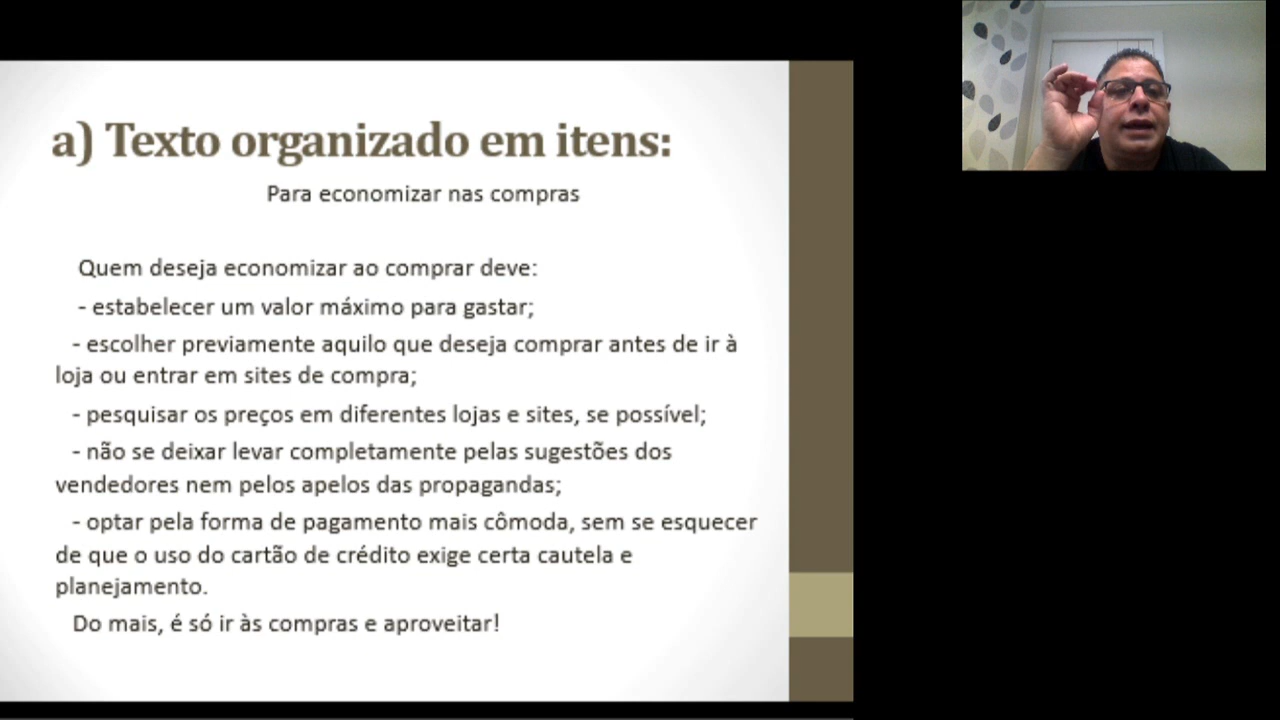 a) Texto organizado em itens:
Para economizar nas compras
Quem deseja economizar ao comprar deve:
- estabelecer um valor máximo para gastar;
- escolher previamente aquilo que deseja comprar antes de ir à
loja ou entrar em sites de compra;
- pesquisar os preços em diferentes lojas e sites, se possível;
- não se deixar levar completamente pelas sugestões dos
vendedores nem pelos apelos das propagandas;
- optar pela forma de pagamento mais cômoda, sem se esquecer
de que o uso do cartão de crédito exige certa cautela e
planejamento.
Do mais, é só ir às compras e aproveitar!